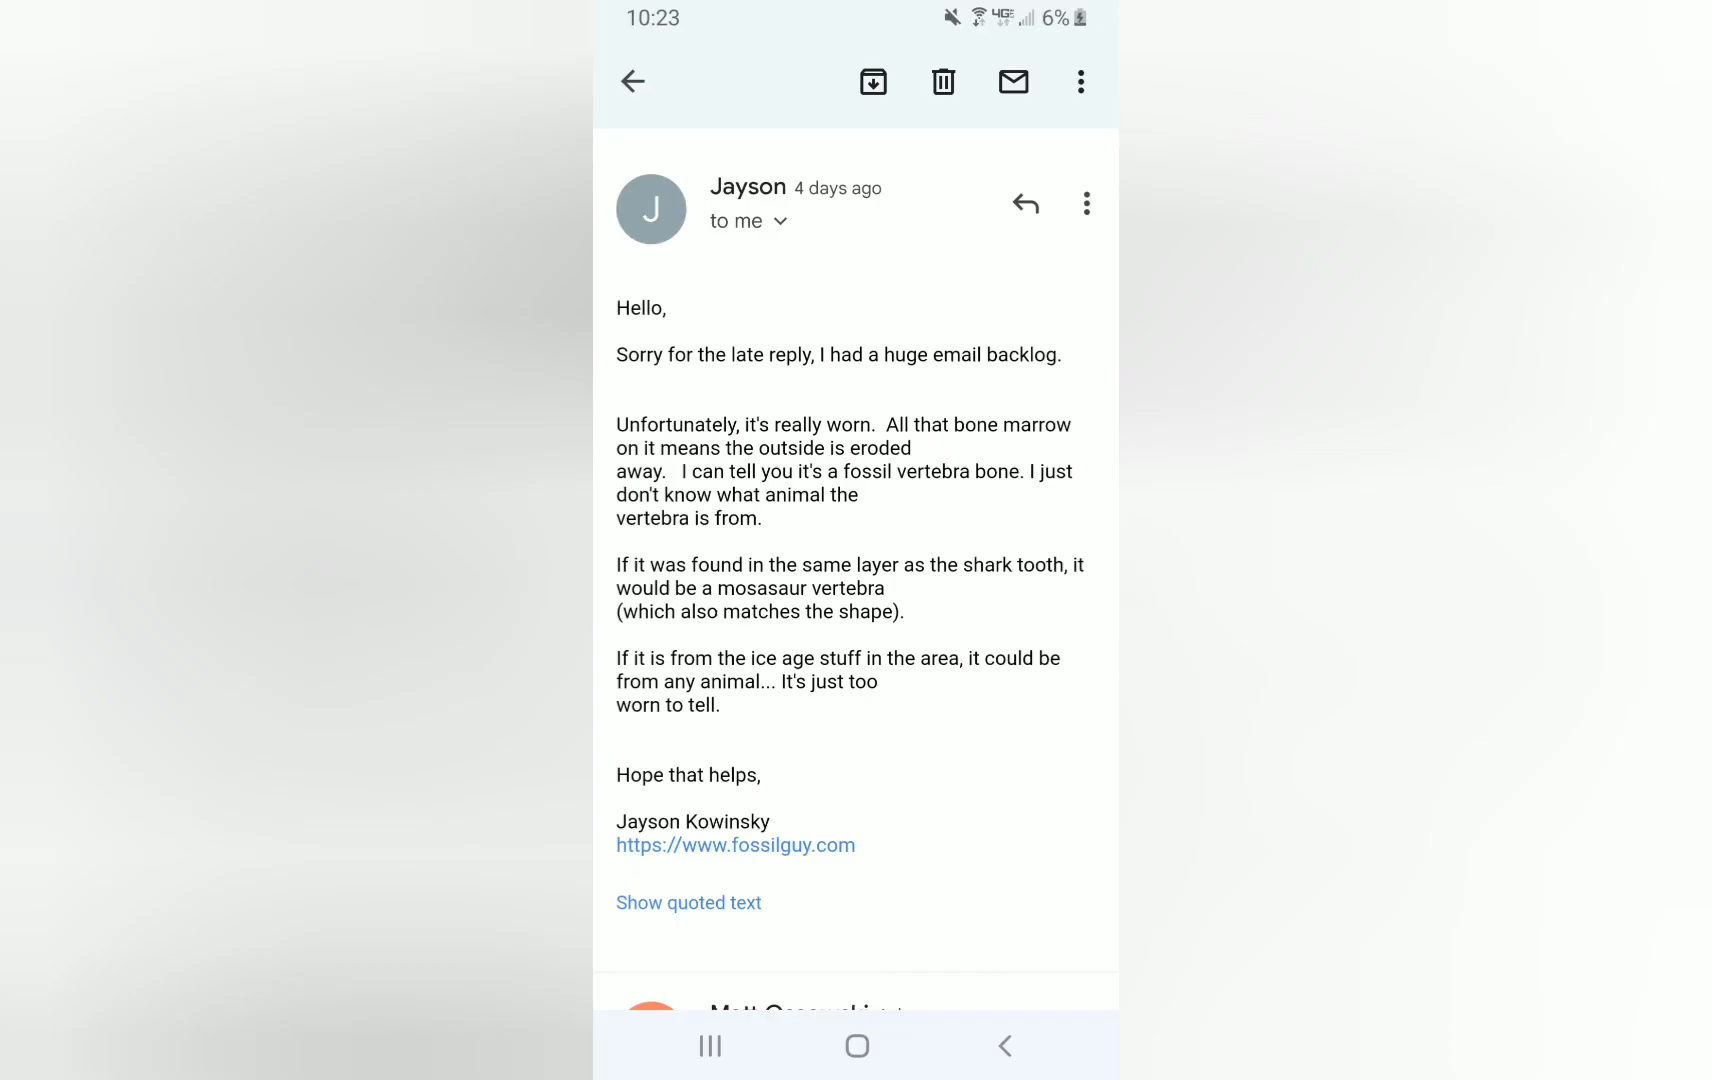 10:23
4G
6%
J
Jayson 4 days ago
to me
Hello,
Sorry for the late reply, I had a huge email backlog.
Unfortunately, it's really worn.  All that bone marrow
on it means the outside is eroded
away.   I can tell you it's a fossil vertebra bone. I just
don't know what animal the
vertebra is from.
If it was found in the same layer as the shark tooth, it
would be a mosasaur vertebra
(which also matches the shape).
If it is from the ice age stuff in the area, it could be
from any animal... It's just too
worn to tell.
Hope that helps,
Jayson Kowinsky
https://www.fossilguy.com
Show quoted text